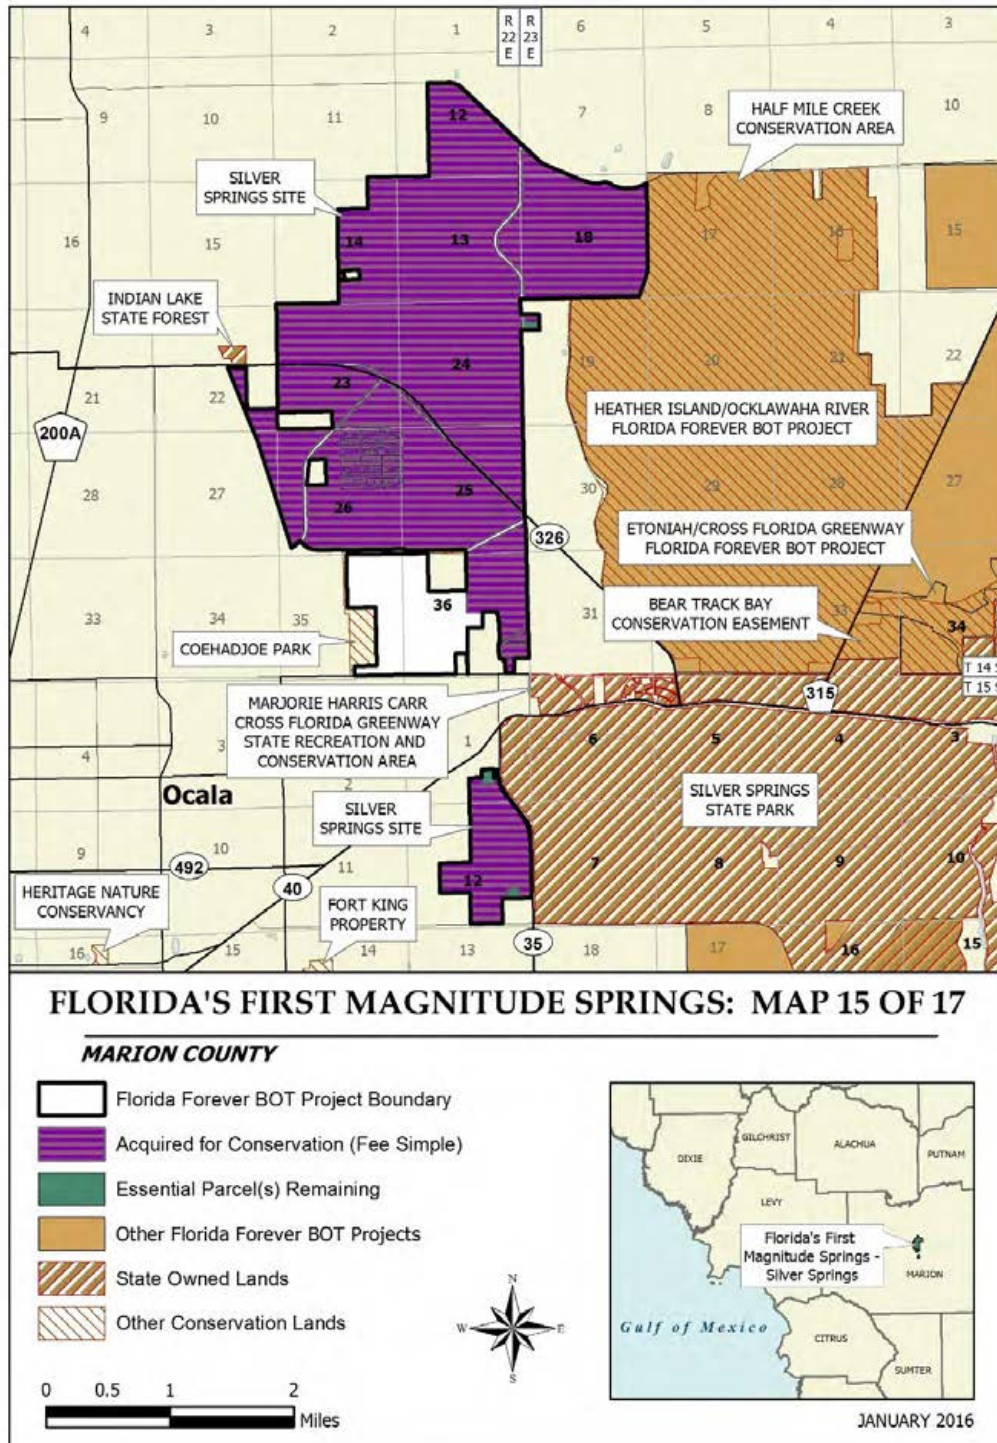 4
3
2
1
R
22
E
R
23
E
6
5
4
3
9
10
11
12
7
8
10
HALF MILE CREEK
CONSERVATION AREA
SILVER
SPRINGS SITE
16
15
14
13
18
17
16
15
INDIAN LAKE
STATE FOREST
21
22
23
24
19
20
21
22
200A
HEATHER ISLAND/OCKLAWAHA RIVER
FLORIDA FOREVER BOT PROJECT
28
27
26
25
30
29
27
326
ETONIAH/CROSS FLORIDA GREENWAY
FLORIDA FOREVER BOT PROJECT
33
34
35
36
31
BEAR TRACK BAY
CONSERVATION EASEMENT
33
34
COEHADJOE PARK
T 14 S
T 15 S
315
MARJORIE HARRIS CARR
CROSS FLORIDA GREENWAY
STATE RECREATION AND
CONSERVATION AREA
4
3
2
1
6
5
4
3
Ocala
SILVER
SPRINGS SITE
SILVER SPRINGS
STATE PARK
9
10
11
12
7
8
9
10
492
40
HERITAGE NATURE
CONSERVANCY
FORT KING
PROPERTY
16
15
14
13
35
18
17
16
15
FLORIDA'S FIRST MAGNITUDE SPRINGS: MAP 15 OF 17
MARION COUNTY
Florida Forever BOT Project Boundary
Acquired for Conservation (Fee Simple)
Essential Parcel(s) Remaining
Other Florida Forever BOT Projects
State Owned Lands
Other Conservation Lands
N
W
E
S
0 0.5 1 2
Miles
DIXIE
GILCHRIST
ALACHUA
PUTNAM
LEVY
Florida's First
Magnitude Springs -
Silver Springs
MARION
Gulf of Mexico
CITRUS
SUMTER
JANUARY 2016